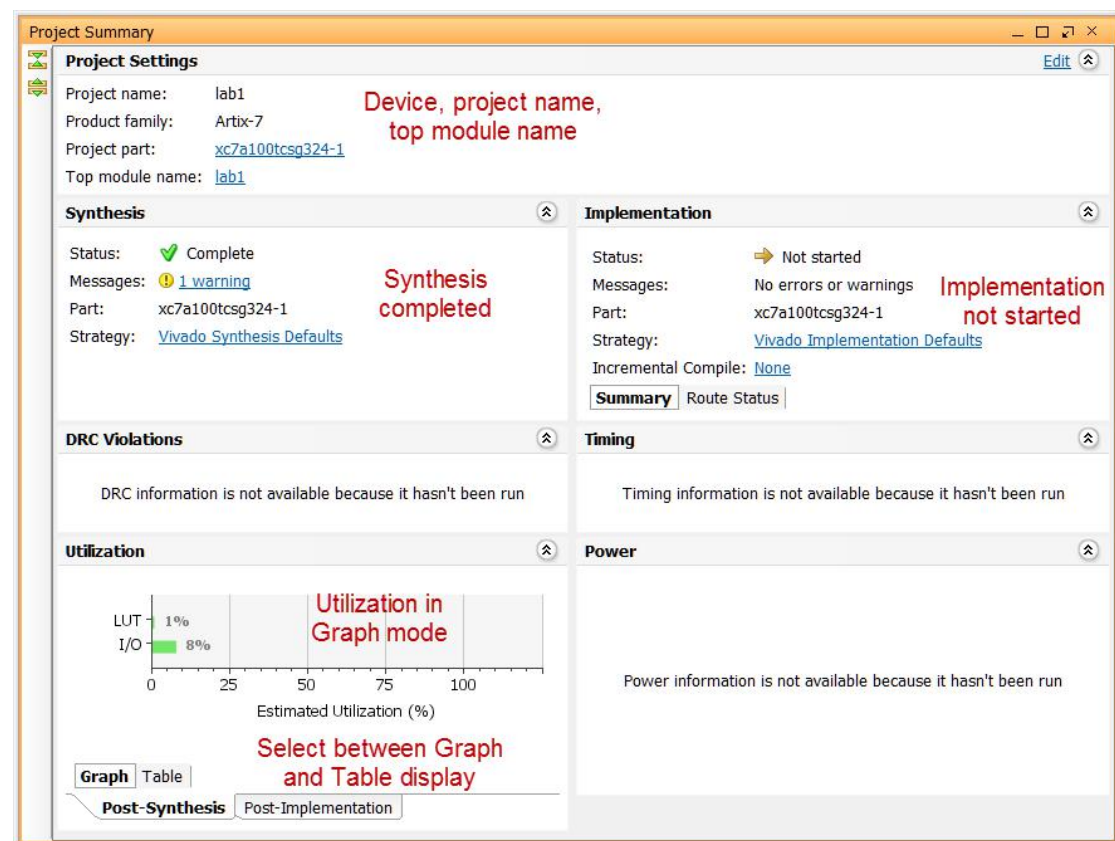 Project Summary
Project Settings
Edit
Project name: lab1
Product family: Artix-7
Project part: xc7a100tcsg324-1
Top module name: lab1
Device, project name,
top module name
Synthesis
Status: Complete
Messages: 1 warning
Part: xc7a100tcsg324-1
Strategy: Vivado Synthesis Defaults
Synthesis
completed
Implementation
Status: Not started
Messages: No errors or warnings
Part: xc7a100tcsg324-1
Strategy: Vivado Implementation Defaults
Incremental Compile: None
Summary Route Status
Implementation
not started
DRC Violations
DRC information is not available because it hasn't been run
Timing
Timing information is not available because it hasn't been run
Utilization
LUT 1%
I/O 8%
0 25 50 75 100
Estimated Utilization (%)
Utilization in
Graph mode
Select between Graph
and Table display
Graph Table
Post-Synthesis Post-Implementation
Power
Power information is not available because it hasn't been run